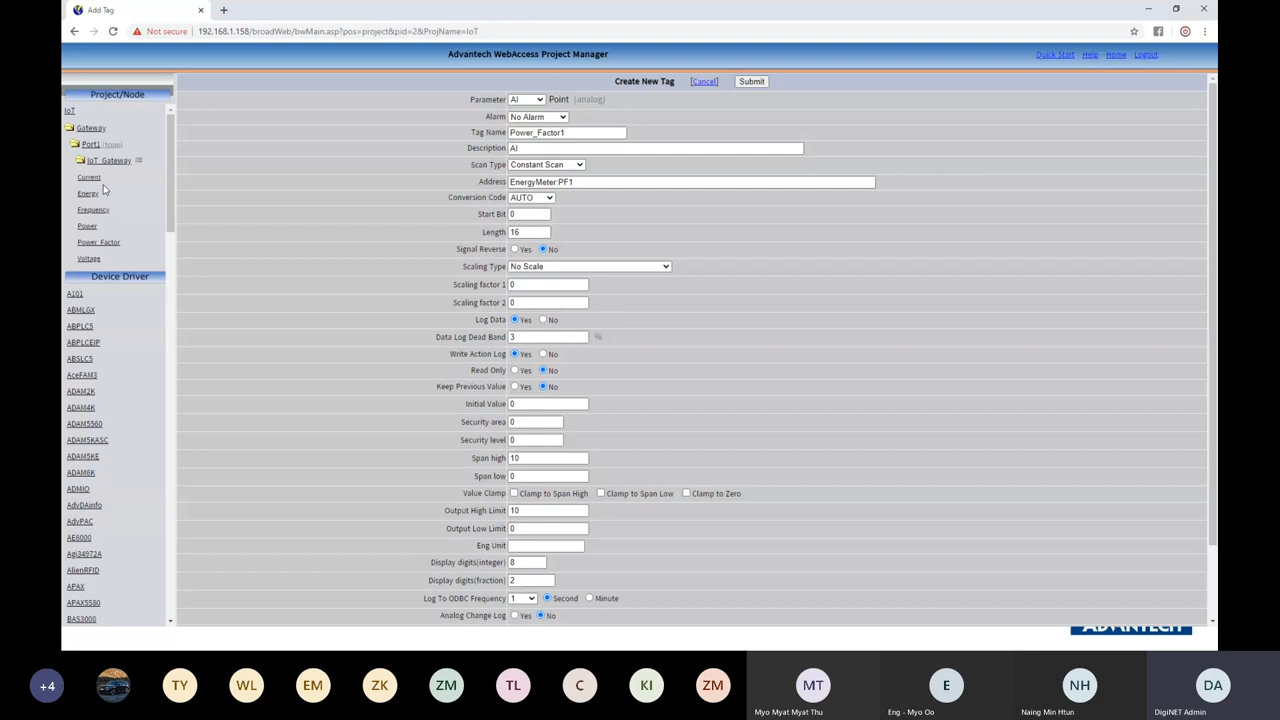 Add Tag
Not secure 192.168.1.158/broadWeb/bwMain.asp?pos=project&pid=2&ProjName=IoT
Advantech WebAccess Project Manager
Quick Start Help Home Logout
Project/Node
IoT
Gateway
Port1 (tcpip)
IoT_Gateway
Current
Energy
Frequency
Power
Power_Factor
Voltage
Device Driver
A101
ABMLGX
ABPLC5
ABPLCEIP
ABSLC5
AceFAM3
ADAM2K
ADAM4K
ADAM5560
ADAM5KASC
ADAM5KE
ADAM6K
ADMIO
AdvDAinfo
AdvPAC
AE6000
Agi34972A
AlienRFID
APAX
APAX5580
BAS3000
Create New Tag [Cancel] Submit
Parameter AI Point (analog)
Alarm No Alarm
Tag Name Power_Factor1
Description AI
Scan Type Constant Scan
Address EnergyMeter:PF1
Conversion Code AUTO
Start Bit 0
Length 16
Signal Reverse Yes No
Scaling Type No Scale
Scaling factor 1 0
Scaling factor 2 0
Log Data Yes No
Data Log Dead Band 3 %
Write Action Log Yes No
Read Only Yes No
Keep Previous Value Yes No
Initial Value 0
Security area 0
Security level 0
Span high 10
Span low 0
Value Clamp Clamp to Span High Clamp to Span Low Clamp to Zero
Output High Limit 10
Output Low Limit 0
Eng Unit
Display digits(integer) 8
Display digits(fraction) 2
Log To ODBC Frequency 1 Second Minute
Analog Change Log Yes No
ADVANTECH
+4 TY WL EM ZK ZM TL C KI ZM MT E NH DA
Myo Myat Myat Thu Eng - Myo Oo Naing Min Htun DigiNET Admin